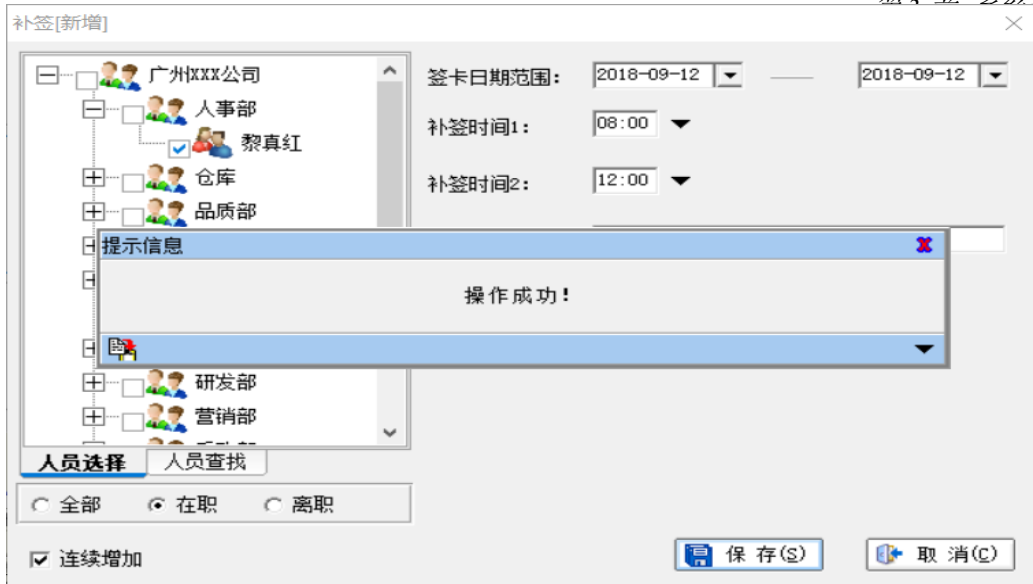 补签[新增]
广州XXX公司
人事部
黎真红
仓库
品质部
研发部
营销部
人员选择 人员查找
全部 在职 离职
连续增加
签卡日期范围： 2018-09-12 —— 2018-09-12
补签时间1： 08:00
补签时间2： 12:00
提示信息
操作成功!
保 存(S) 取 消(C)